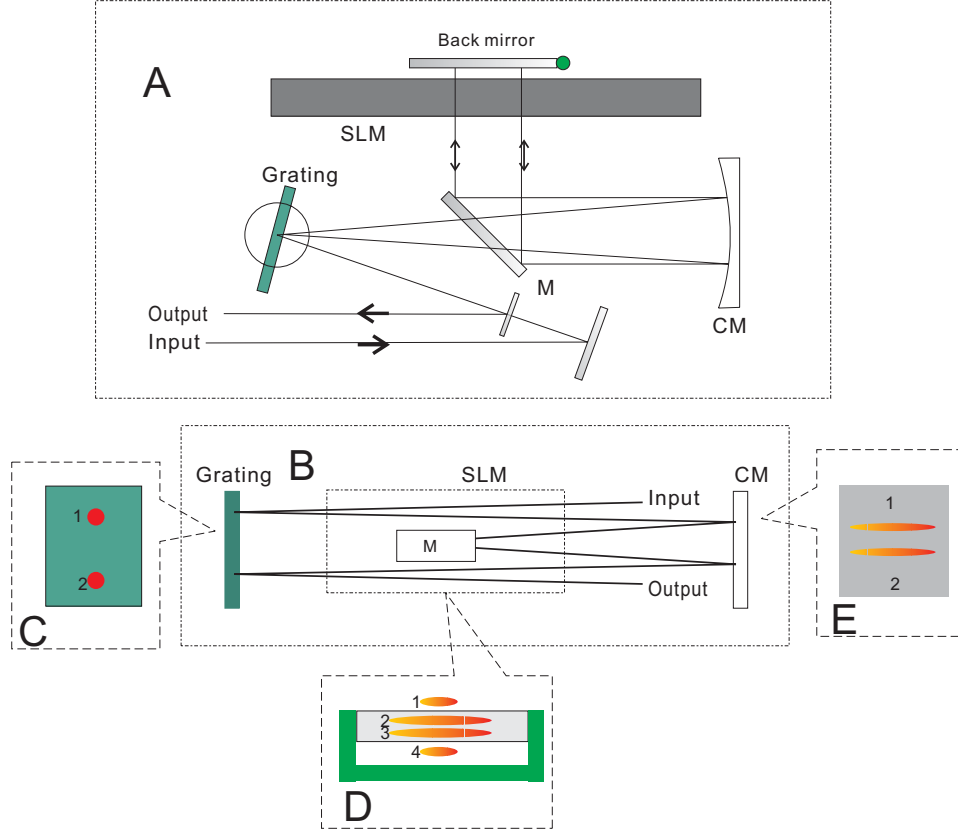 Back mirror
A
SLM
Grating
M
CM
Output
Input
B
Grating
SLM
CM
Input
M
Output
1
2
C
1
2
E
1
2
3
4
D